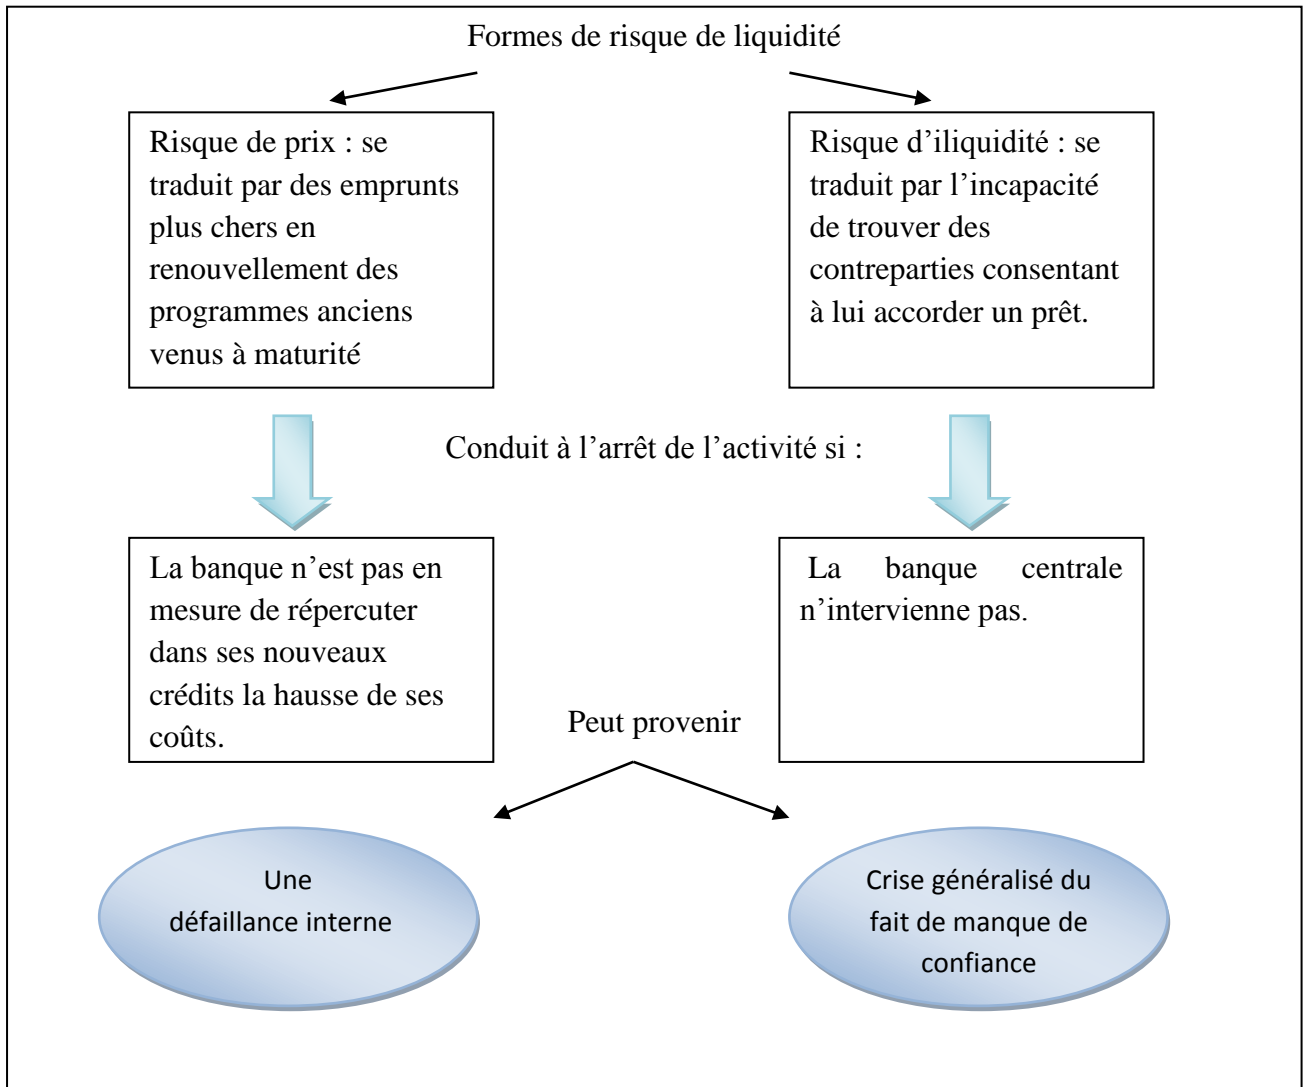 Formes de risque de liquidité
Risque de prix : se
traduit par des emprunts
plus chers en
renouvellement des
programmes anciens
venus à maturité
Risque d’iliquidité : se
traduit par l’incapacité
de trouver des
contreparties consentant
à lui accorder un prêt.
Conduit à l’arrêt de l’activité si :
La banque n’est pas en
mesure de répercuter
dans ses nouveaux
crédits la hausse de ses
coûts.
La banque centrale
n’intervienne pas.
Peut provenir
Une
défaillance interne
Crise généralisé du
fait de manque de
confiance